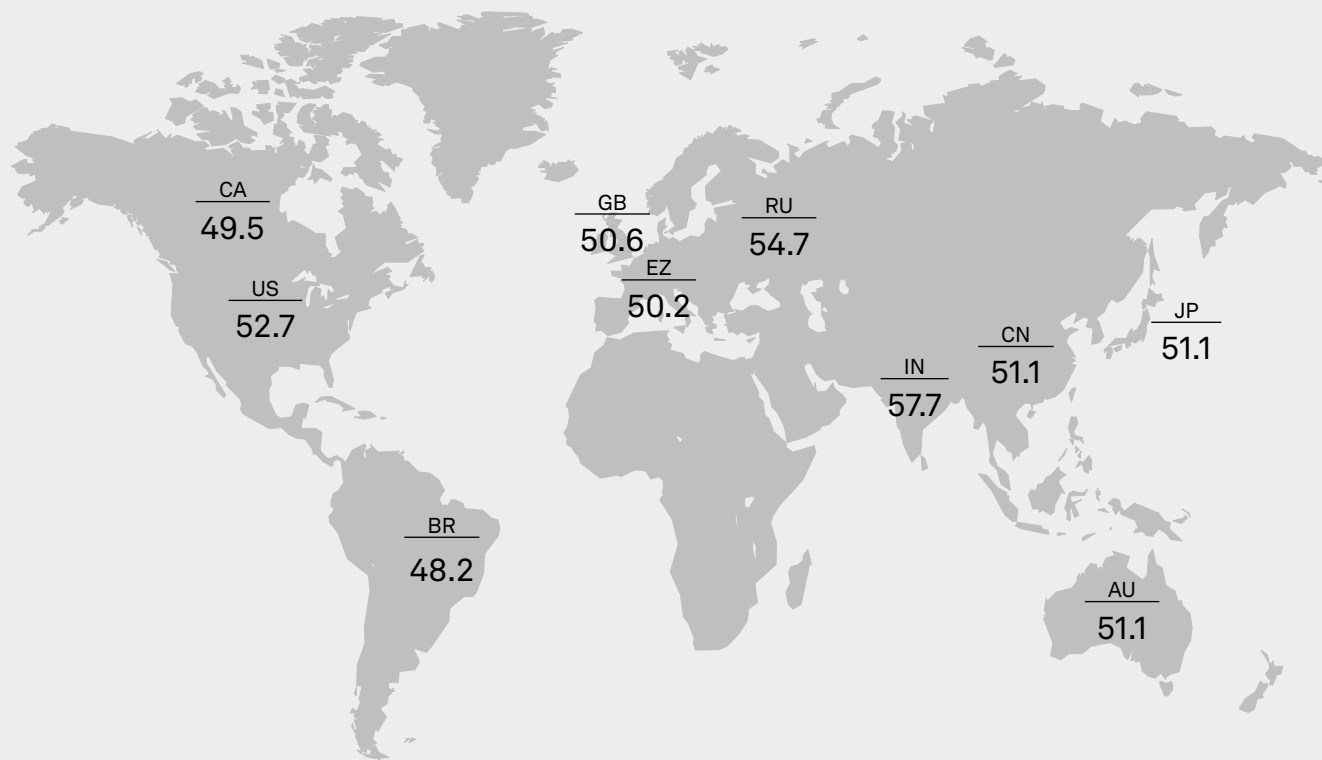 CA
49.5
GB
50.6
RU
54.7
EZ
50.2
US
52.7
JP
51.1
CN
51.1
IN
57.7
BR
48.2
AU
51.1